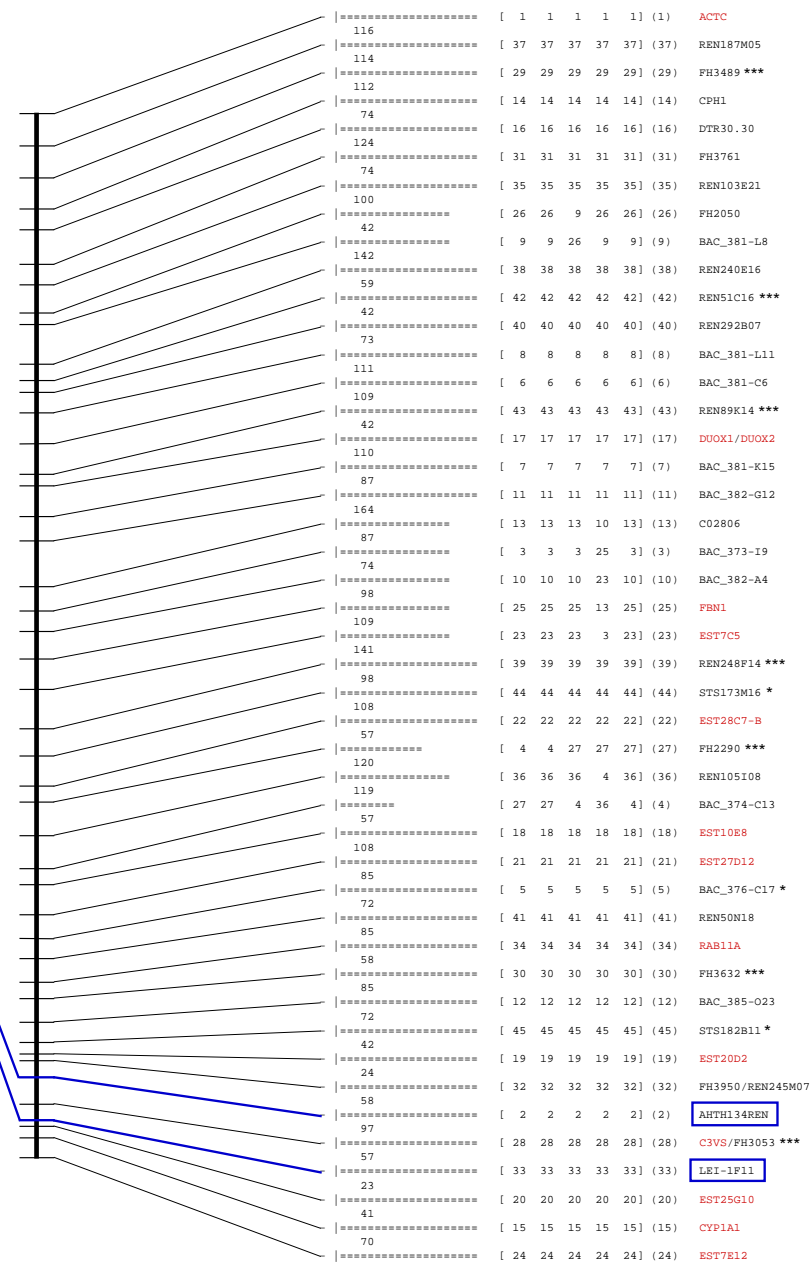 |==================== [ 1 1 1 1 1] (1) ACTC
116
|==================== [ 37 37 37 37 37] (37) REN187M05
114
|==================== [ 29 29 29 29 29] (29) FH3489 ***
112
|==================== [ 14 14 14 14 14] (14) CPH1
74
|==================== [ 16 16 16 16 16] (16) DTR30.30
124
|==================== [ 31 31 31 31 31] (31) FH3761
74
|==================== [ 35 35 35 35 35] (35) REN103E21
100
|================ [ 26 26 9 26 26] (26) FH2050
42
|================ [ 9 9 26 9 9] (9) BAC_381-L8
142
|==================== [ 38 38 38 38 38] (38) REN240E16
59
|==================== [ 42 42 42 42 42] (42) REN51C16 ***
42
|==================== [ 40 40 40 40 40] (40) REN292B07
73
|==================== [ 8 8 8 8 8] (8) BAC_381-L11
111
|==================== [ 6 6 6 6 6] (6) BAC_381-C6
109
|==================== [ 43 43 43 43 43] (43) REN89K14 ***
42
|==================== [ 17 17 17 17 17] (17) DUOX1/DUOX2
110
|==================== [ 7 7 7 7 7] (7) BAC_381-K15
87
|==================== [ 11 11 11 11 11] (11) BAC_382-G12
164
|================ [ 13 13 13 10 13] (13) C02806
87
|================ [ 3 3 3 25 3] (3) BAC_373-I9
74
|================ [ 10 10 10 23 10] (10) BAC_382-A4
98
|================ [ 25 25 25 13 25] (25) FBN1
109
|================ [ 23 23 23 3 23] (23) EST7C5
141
|==================== [ 39 39 39 39 39] (39) REN248F14 ***
98
|==================== [ 44 44 44 44 44] (44) STS173M16 *
108
|==================== [ 22 22 22 22 22] (22) EST28C7-B
57
|============ [ 4 4 27 27 27] (27) FH2290 ***
120
|================ [ 36 36 36 4 36] (36) REN105I08
119
|======== [ 27 27 4 36 4] (4) BAC_374-C13
57
|==================== [ 18 18 18 18 18] (18) EST10E8
108
|==================== [ 21 21 21 21 21] (21) EST27D12
85
|==================== [ 5 5 5 5 5] (5) BAC_376-C17 *
72
|==================== [ 41 41 41 41 41] (41) REN50N18
85
|==================== [ 34 34 34 34 34] (34) RAB11A
58
|==================== [ 30 30 30 30 30] (30) FH3632 ***
85
|==================== [ 12 12 12 12 12] (12) BAC_385-O23
72
|==================== [ 45 45 45 45 45] (45) STS182B11 *
42
|==================== [ 19 19 19 19 19] (19) EST20D2
24
|==================== [ 32 32 32 32 32] (32) FH3950/REN245M07
58
|==================== [ 2 2 2 2 2] (2) AHTH134REN
97
|==================== [ 28 28 28 28 28] (28) C3VS/FH3053 ***
57
|==================== [ 33 33 33 33 33] (33) LEI-1F11
23
|==================== [ 20 20 20 20 20] (20) EST25G10
41
|==================== [ 15 15 15 15 15] (15) CYP1A1
70
|==================== [ 24 24 24 24 24] (24) EST7E12